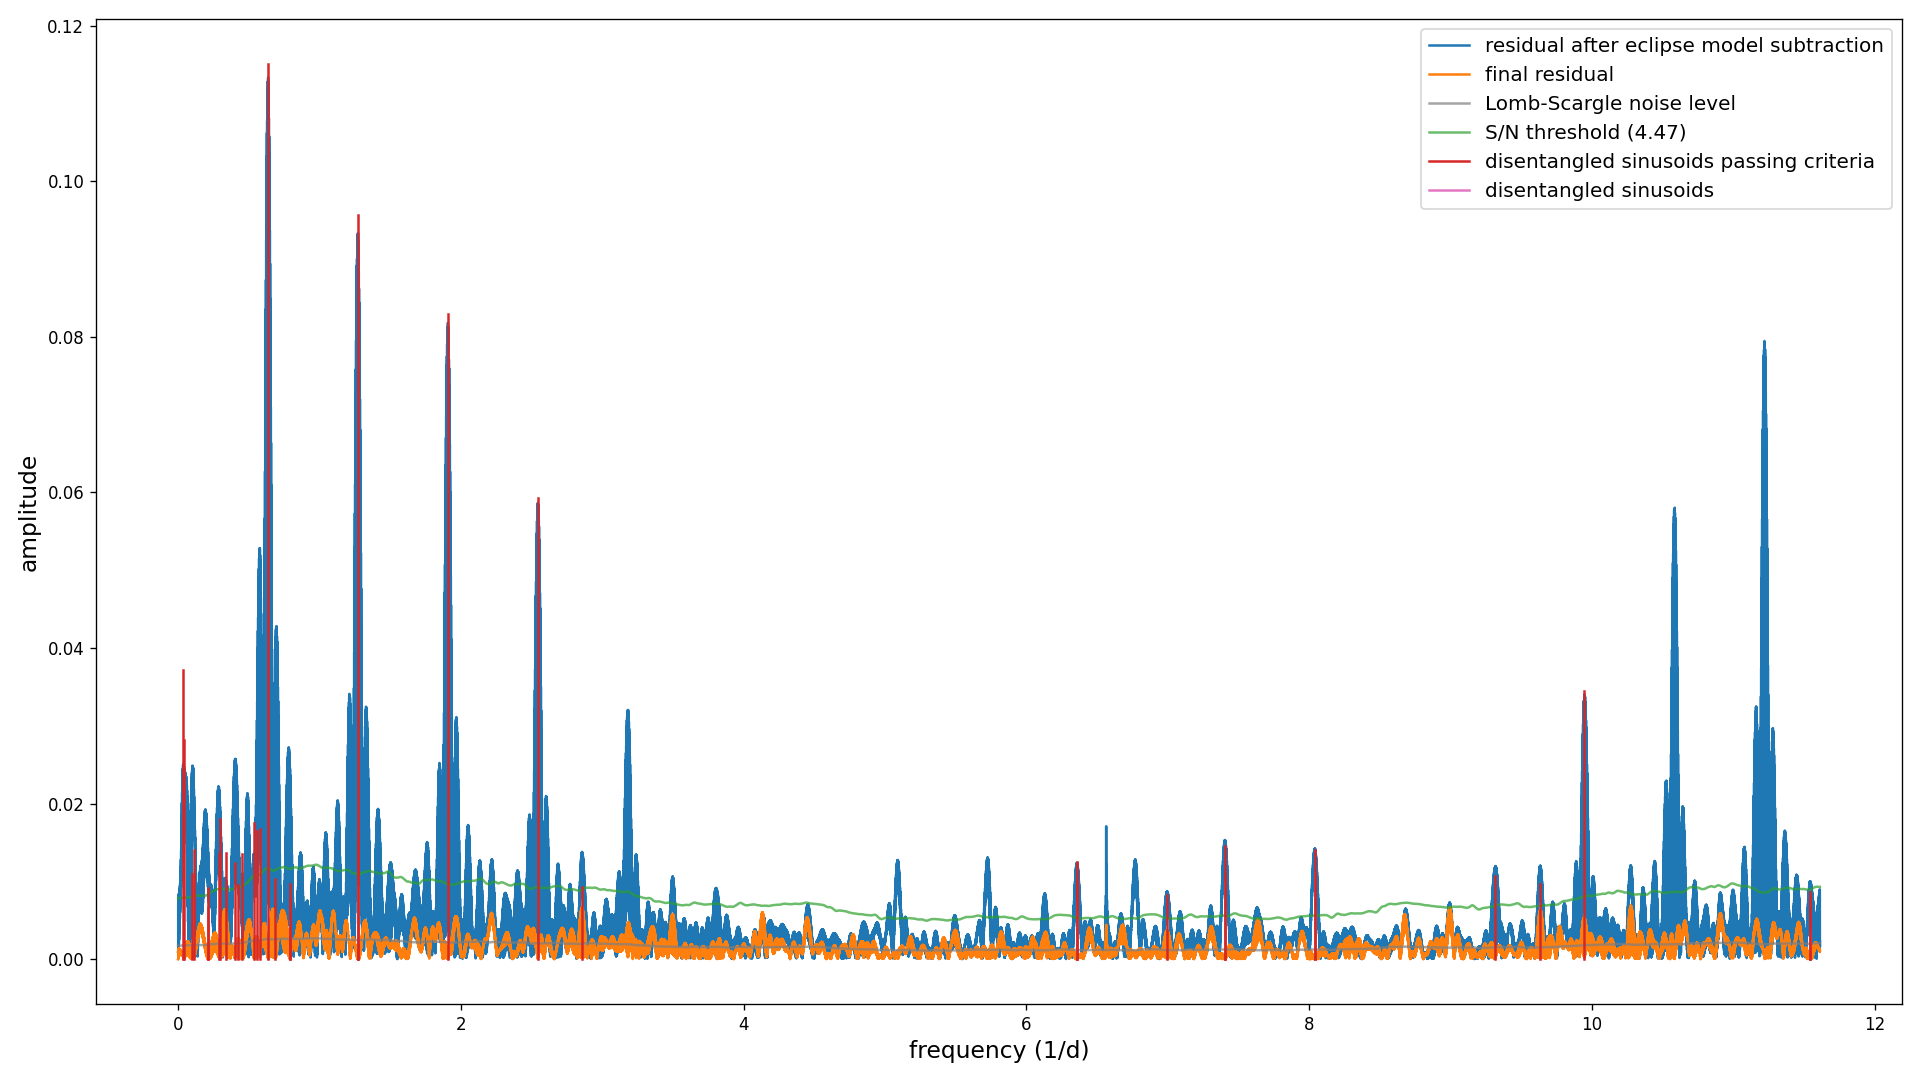 residual after eclipse model subtraction
final residual
Lomb-Scargle noise level
S/N threshold (4.47)
disentangled sinusoids passing criteria
disentangled sinusoids
0.12
0.10
0.08
0.06
0.04
0.02
0.00
amplitude
0 2 4 6 8 10 12
frequency (1/d)